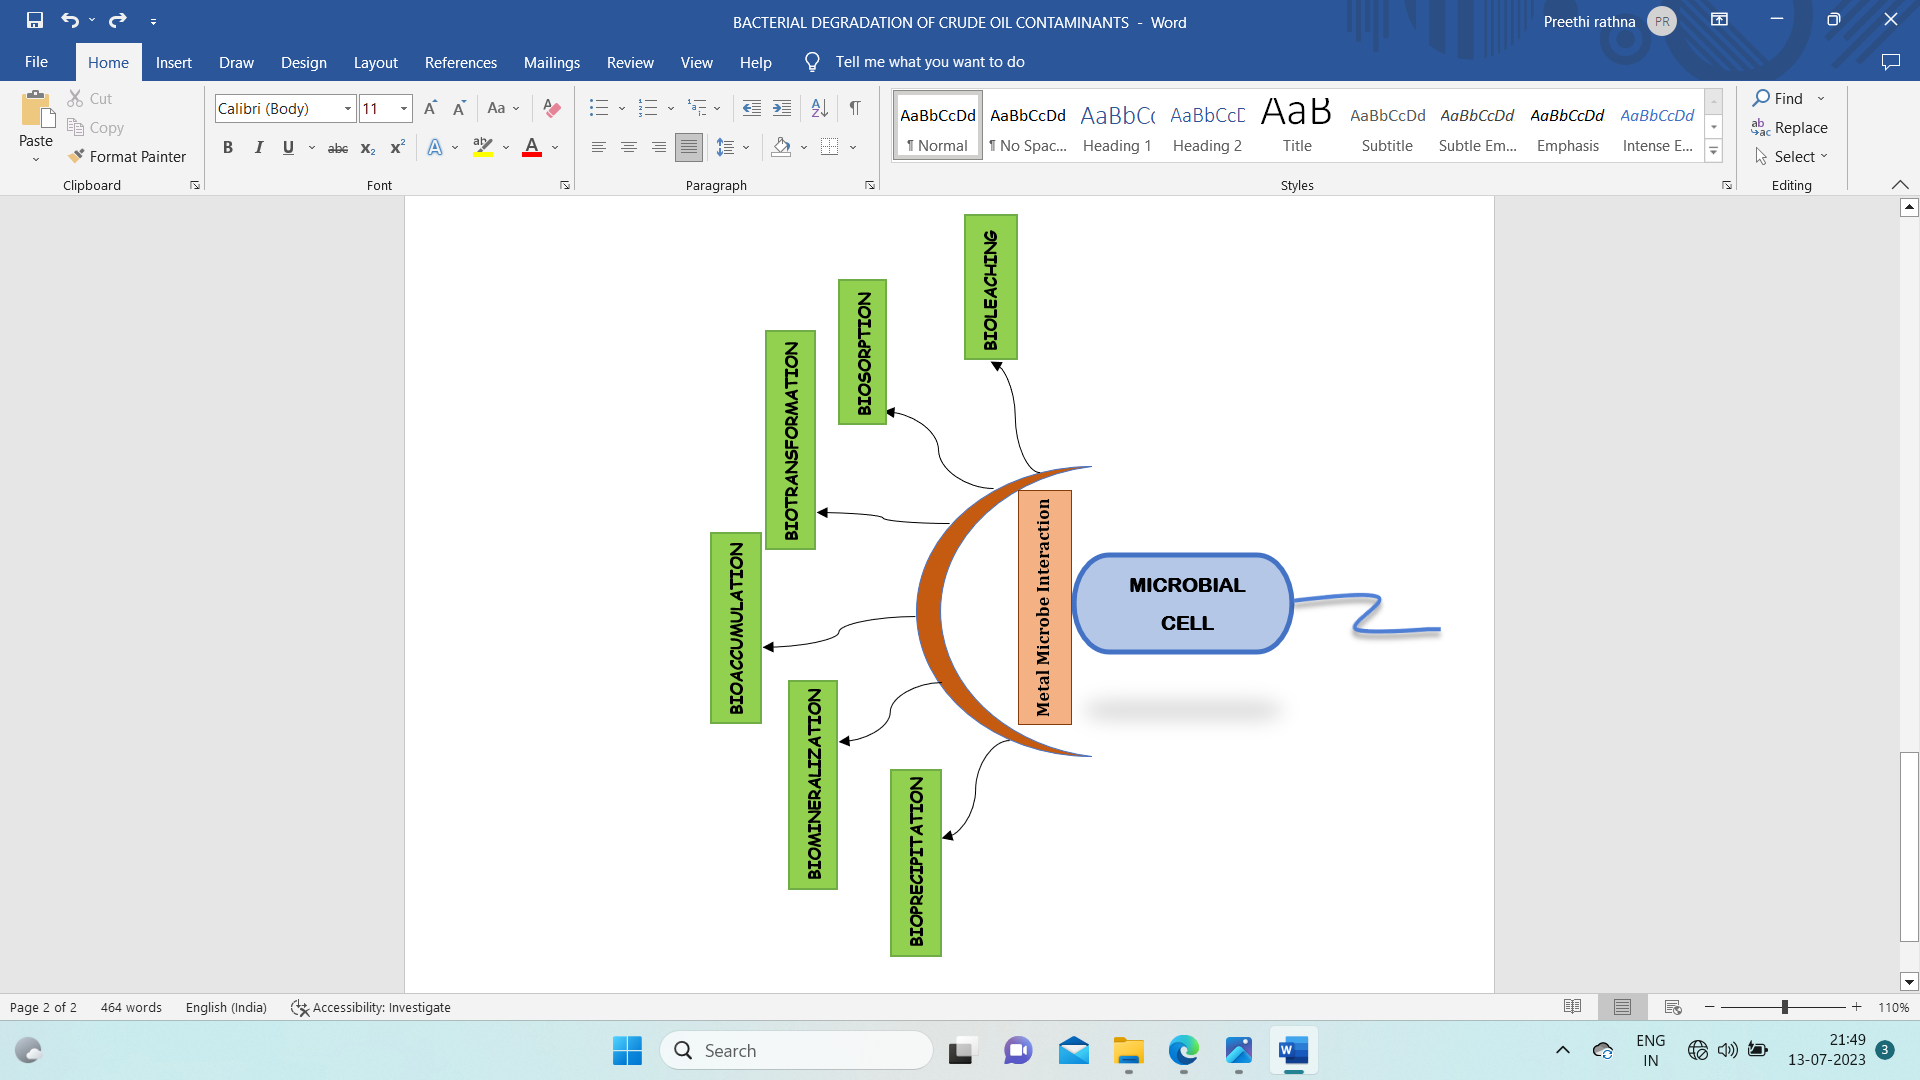 BACTERIAL DEGRADATION OF CRUDE OIL CONTAMINANTS - Word
Preethi rathna
PR
File
Home
Insert
Draw
Design
Layout
References
Mailings
Review
View
Help
Tell me what you want to do
Paste
Cut
Copy
Format Painter
Clipboard
Calibri (Body)
11
Aa
B I U abc x₂ x² A A
Font
Paragraph
AaBbCcDd
¶ Normal
AaBbCcDd
¶ No Spac...
AaBbCc
Heading 1
AaBbCcD
Heading 2
AaB
Title
AaBbCcDd
Subtitle
AaBbCcDd
Subtle Em...
AaBbCcDd
Emphasis
AaBbCcDd
Intense E...
Styles
Find
Replace
Select
Editing
BIOLEACHING
BIOSORPTION
BIOTRANSFORMATION
BIOACCUMULATION
BIOMINERALIZATION
BIOPRECIPITATION
Metal Microbe Interaction
MICROBIAL
CELL
Page 2 of 2
464 words
English (India)
Accessibility: Investigate
110%
Search
ENG
IN
21:49
13-07-2023
3